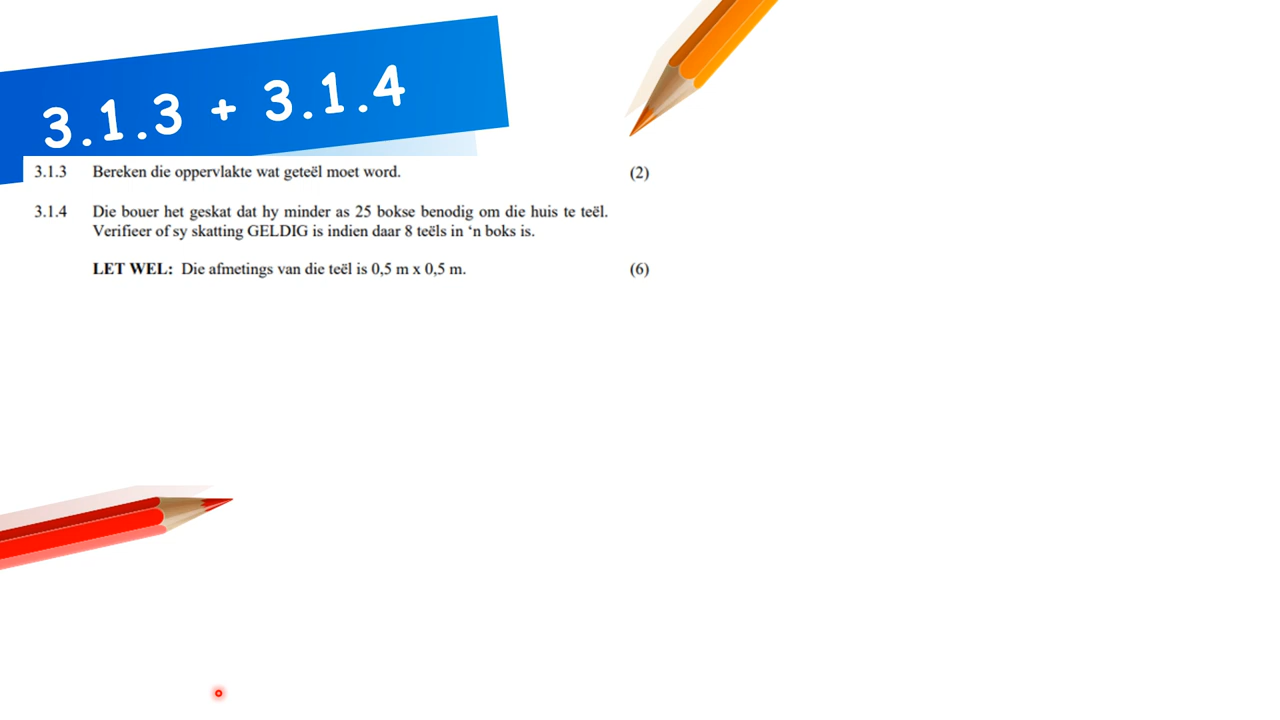 3.1.3 + 3.1.4
3.1.3 Bereken die oppervlakte wat geteël moet word. (2)
3.1.4 Die bouer het geskat dat hy minder as 25 bokse benodig om die huis te teël.
Verifieer of sy skatting GELDIG is indien daar 8 teëls in ‘n boks is.
LET WEL: Die afmetings van die teël is 0,5 m x 0,5 m. (6)